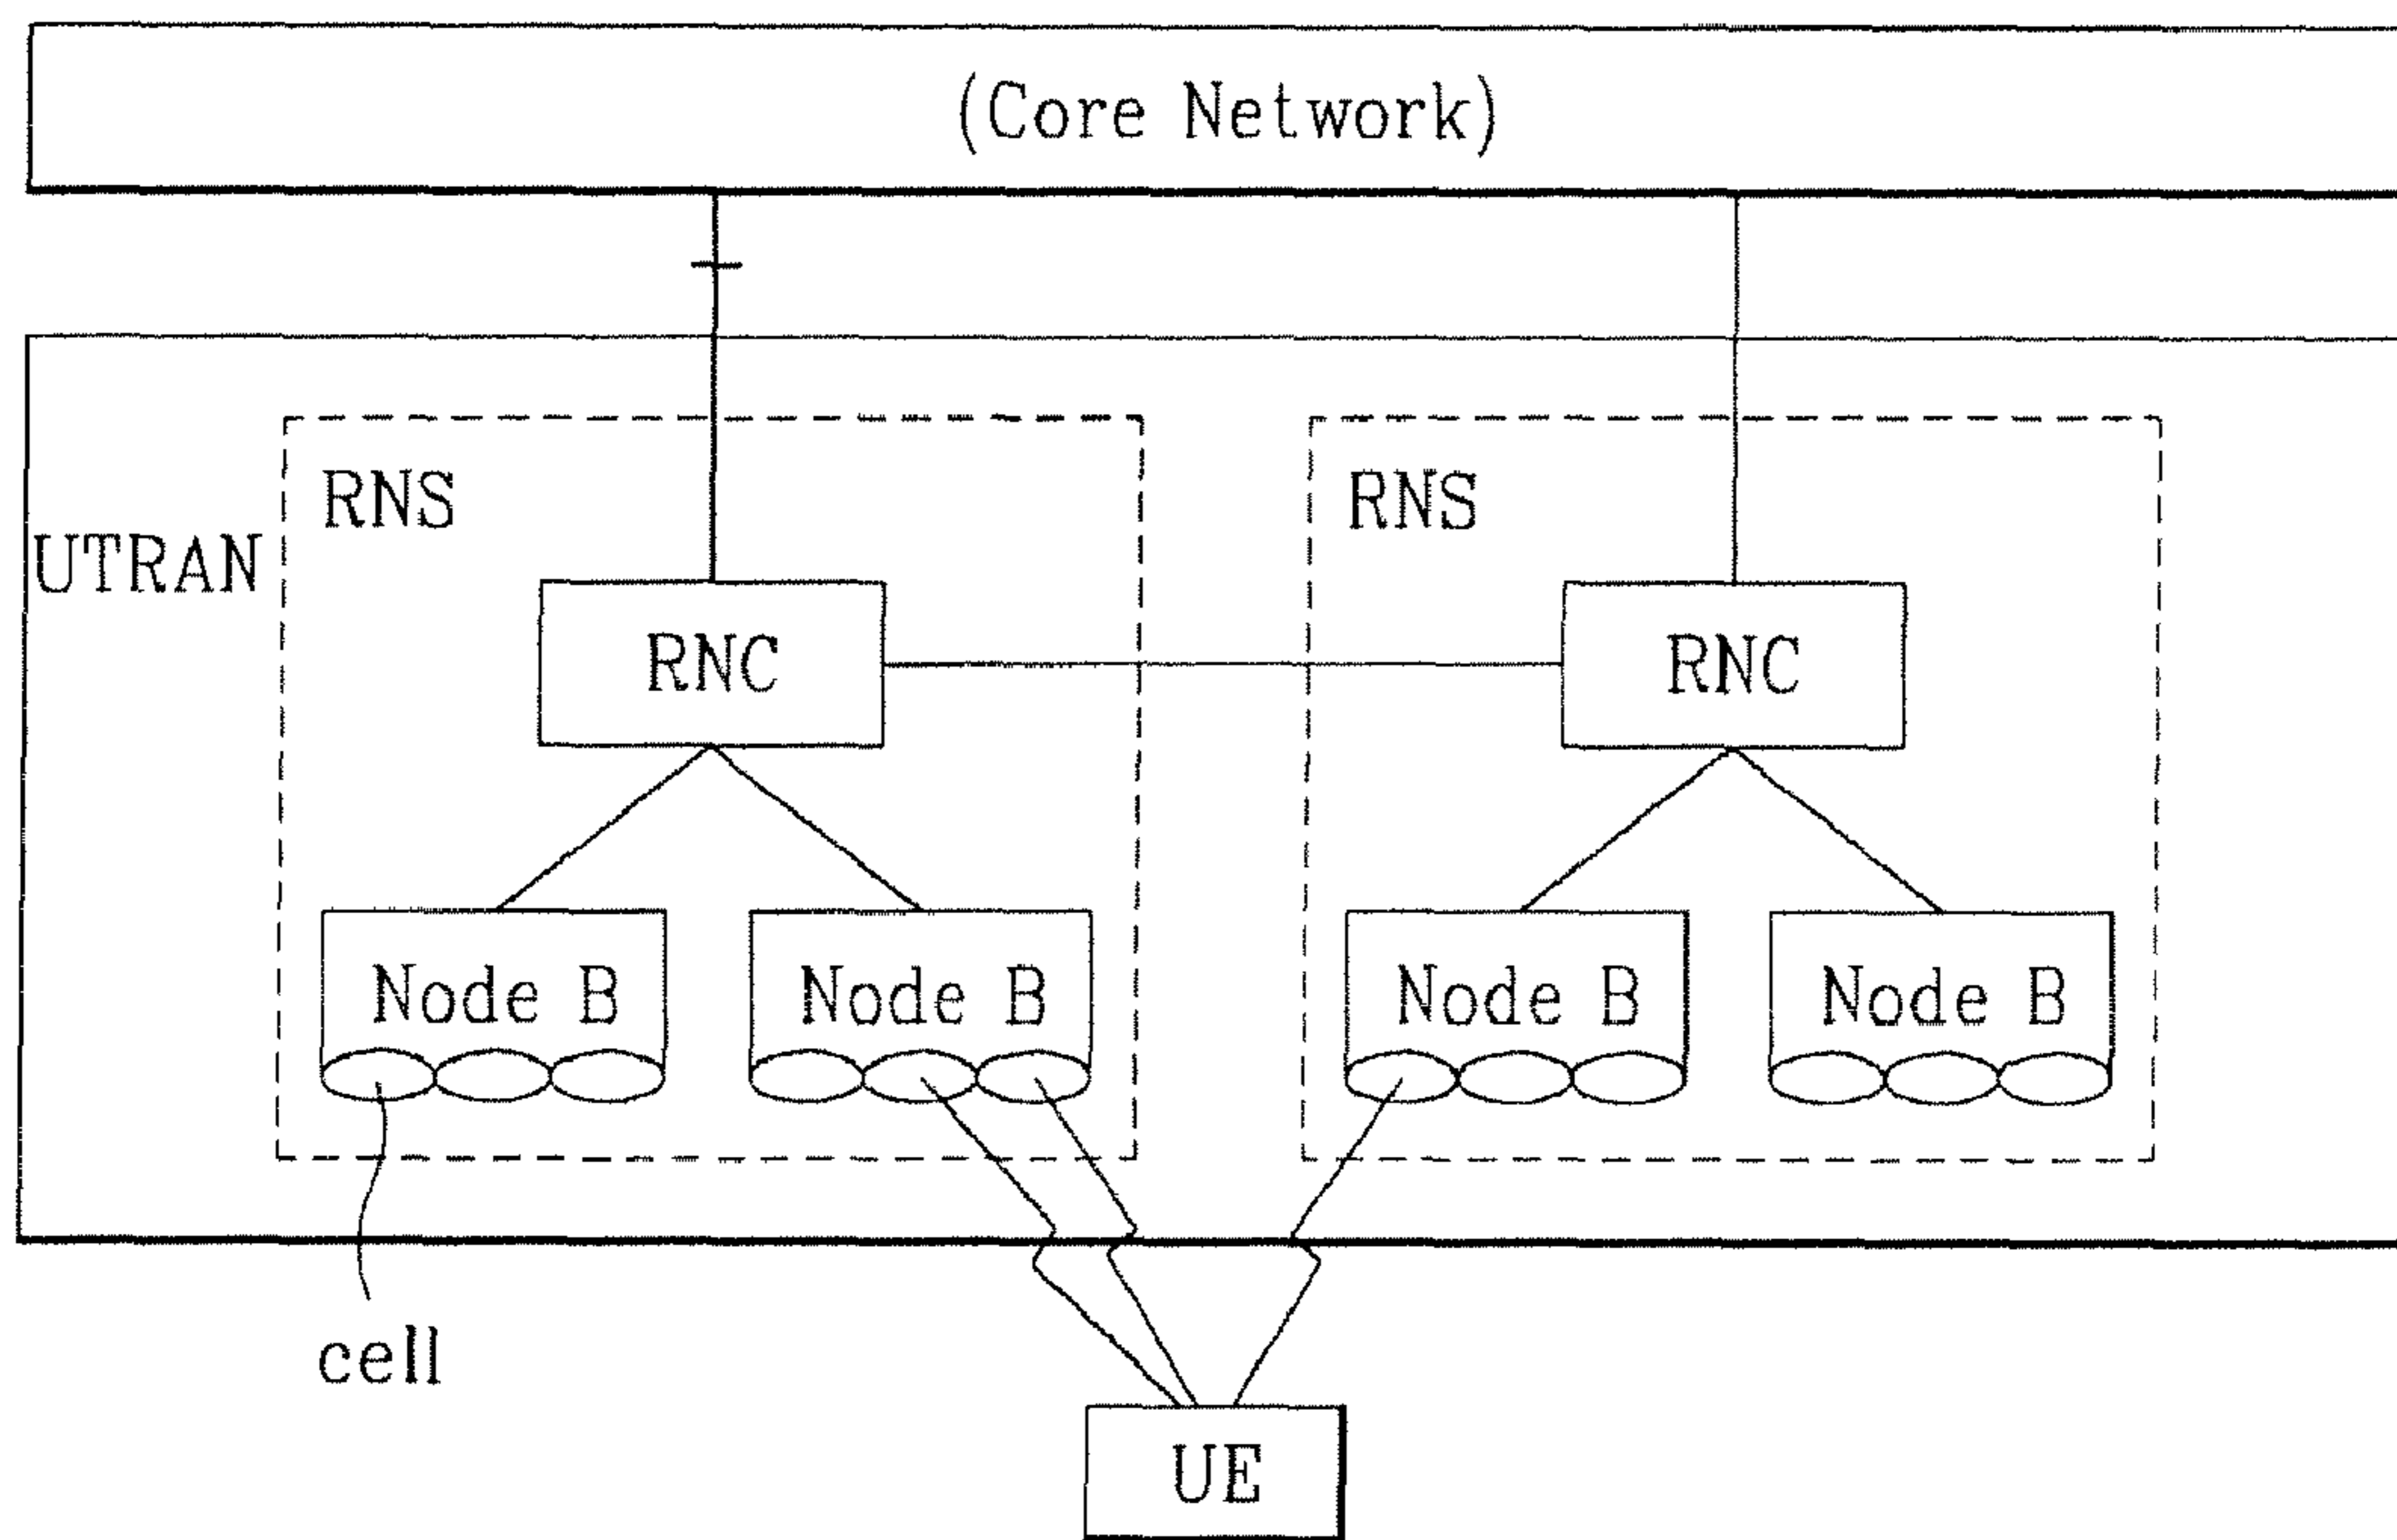 (Core Network)
RNS
RNS
UTRAN
RNC
RNC
Node B
Node B
Node B
Node B
cell
UE